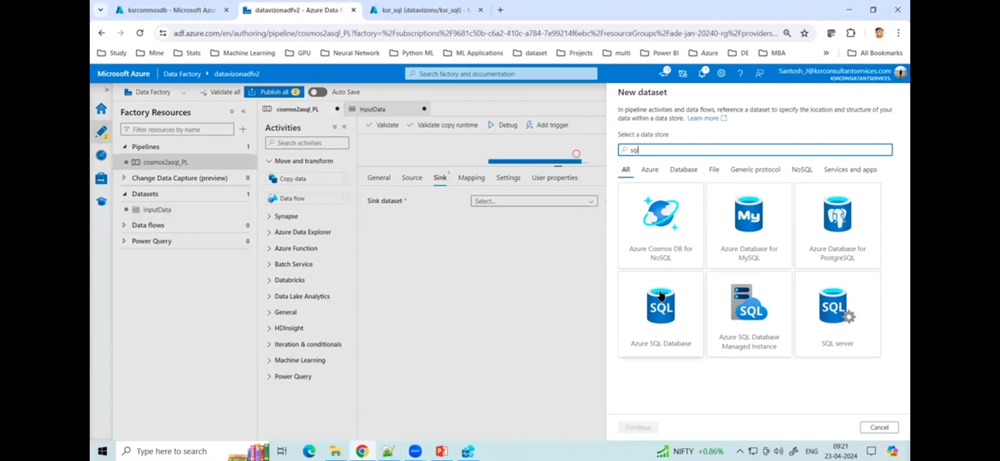 ksrconmosdb - Microsoft Azur
datavizonadfv2 - Azure Data F
ksr_sql (datavizons/ksr_sql) - M
adf.azure.com/en/authoring/pipeline/cosmos2asql_PL?factory=%2Fsubscriptions%2F9681c50b-c6a2-410c-a784-7e99214f6ebc%2FresourceGroups%2Fade-jan-20240-rg%2Fproviders...
Study Mine Stats Machine Learning GPU Neural Network Python ML ML Applications dataset Projects multi Power BI Azure DE MBA » All Bookmarks
Microsoft Azure Data Factory datavizonadfv2 Search factory and documentation 13 1 ? Santosh_J@ksrconsultantservices.com
KSRCONSULTANTSERVICES.
Data Factory Validate all Publish all 2 Auto Save
2
Factory Resources
Filter resources by name
Pipelines 1
cosmos2asql_PL
Change Data Capture (preview) 0
Datasets 1
InputData
Data flows 0
Power Query 0
cosmos2asql_PL InputData
Activities
Search activities
Move and transform
Copy data
Data flow
Synapse
Azure Data Explorer
Azure Function
Batch Service
Databricks
Data Lake Analytics
General
HDInsight
Iteration & conditionals
Machine Learning
Power Query
Validate Validate copy runtime Debug Add trigger
General Source Sink 1 Mapping Settings User properties
Sink dataset * Select...
New dataset
In pipeline activities and data flows, reference a dataset to specify the location and structure of your
data within a data store. Learn more
Select a data store
sql
All Azure Database File Generic protocol NoSQL Services and apps
My
Azure Cosmos DB for
NoSQL
Azure Database for
MySQL
Azure Database for
PostgreSQL
SQL SQL SQL
Azure SQL Database
Azure SQL Database
Managed Instance
SQL server
Continue Cancel
Type here to search
zoom
NIFTY +0.86% ENG 09:21
23-04-2024